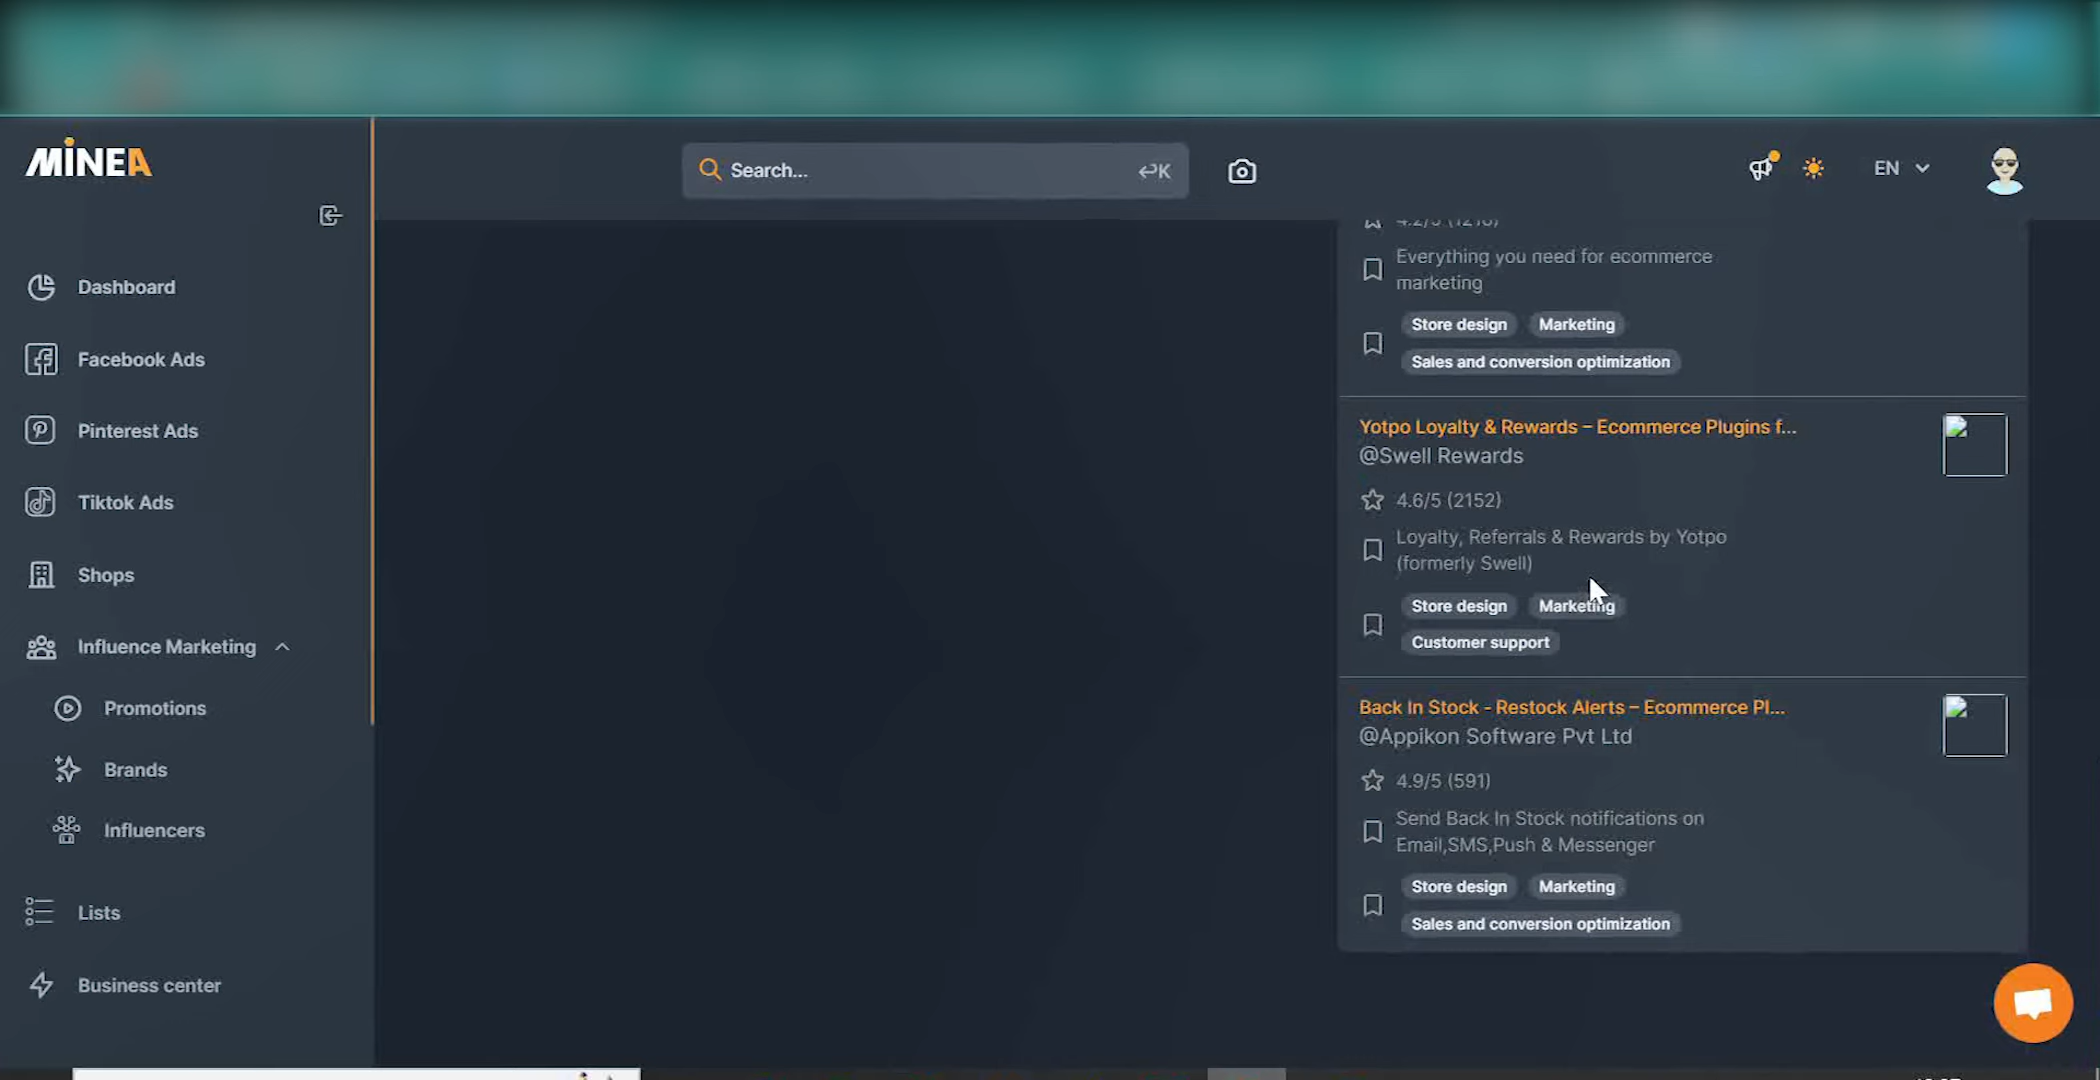 MINEA
Search...
K
EN
Dashboard
Facebook Ads
Pinterest Ads
Tiktok Ads
Shops
Influence Marketing
Promotions
Brands
Influencers
Lists
Business center
4.2/5 (1216)
Everything you need for ecommerce
marketing
Store design Marketing
Sales and conversion optimization
Yotpo Loyalty & Rewards – Ecommerce Plugins f...
@Swell Rewards
4.6/5 (2152)
Loyalty, Referrals & Rewards by Yotpo
(formerly Swell)
Store design Marketing
Customer support
Back In Stock - Restock Alerts – Ecommerce Pl...
@Appikon Software Pvt Ltd
4.9/5 (591)
Send Back In Stock notifications on
Email,SMS,Push & Messenger
Store design Marketing
Sales and conversion optimization